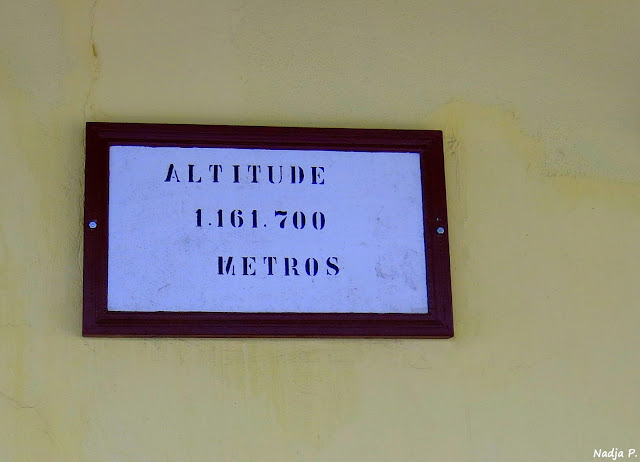 ALTITUDE
1.161.700
METROS
Nadja P.